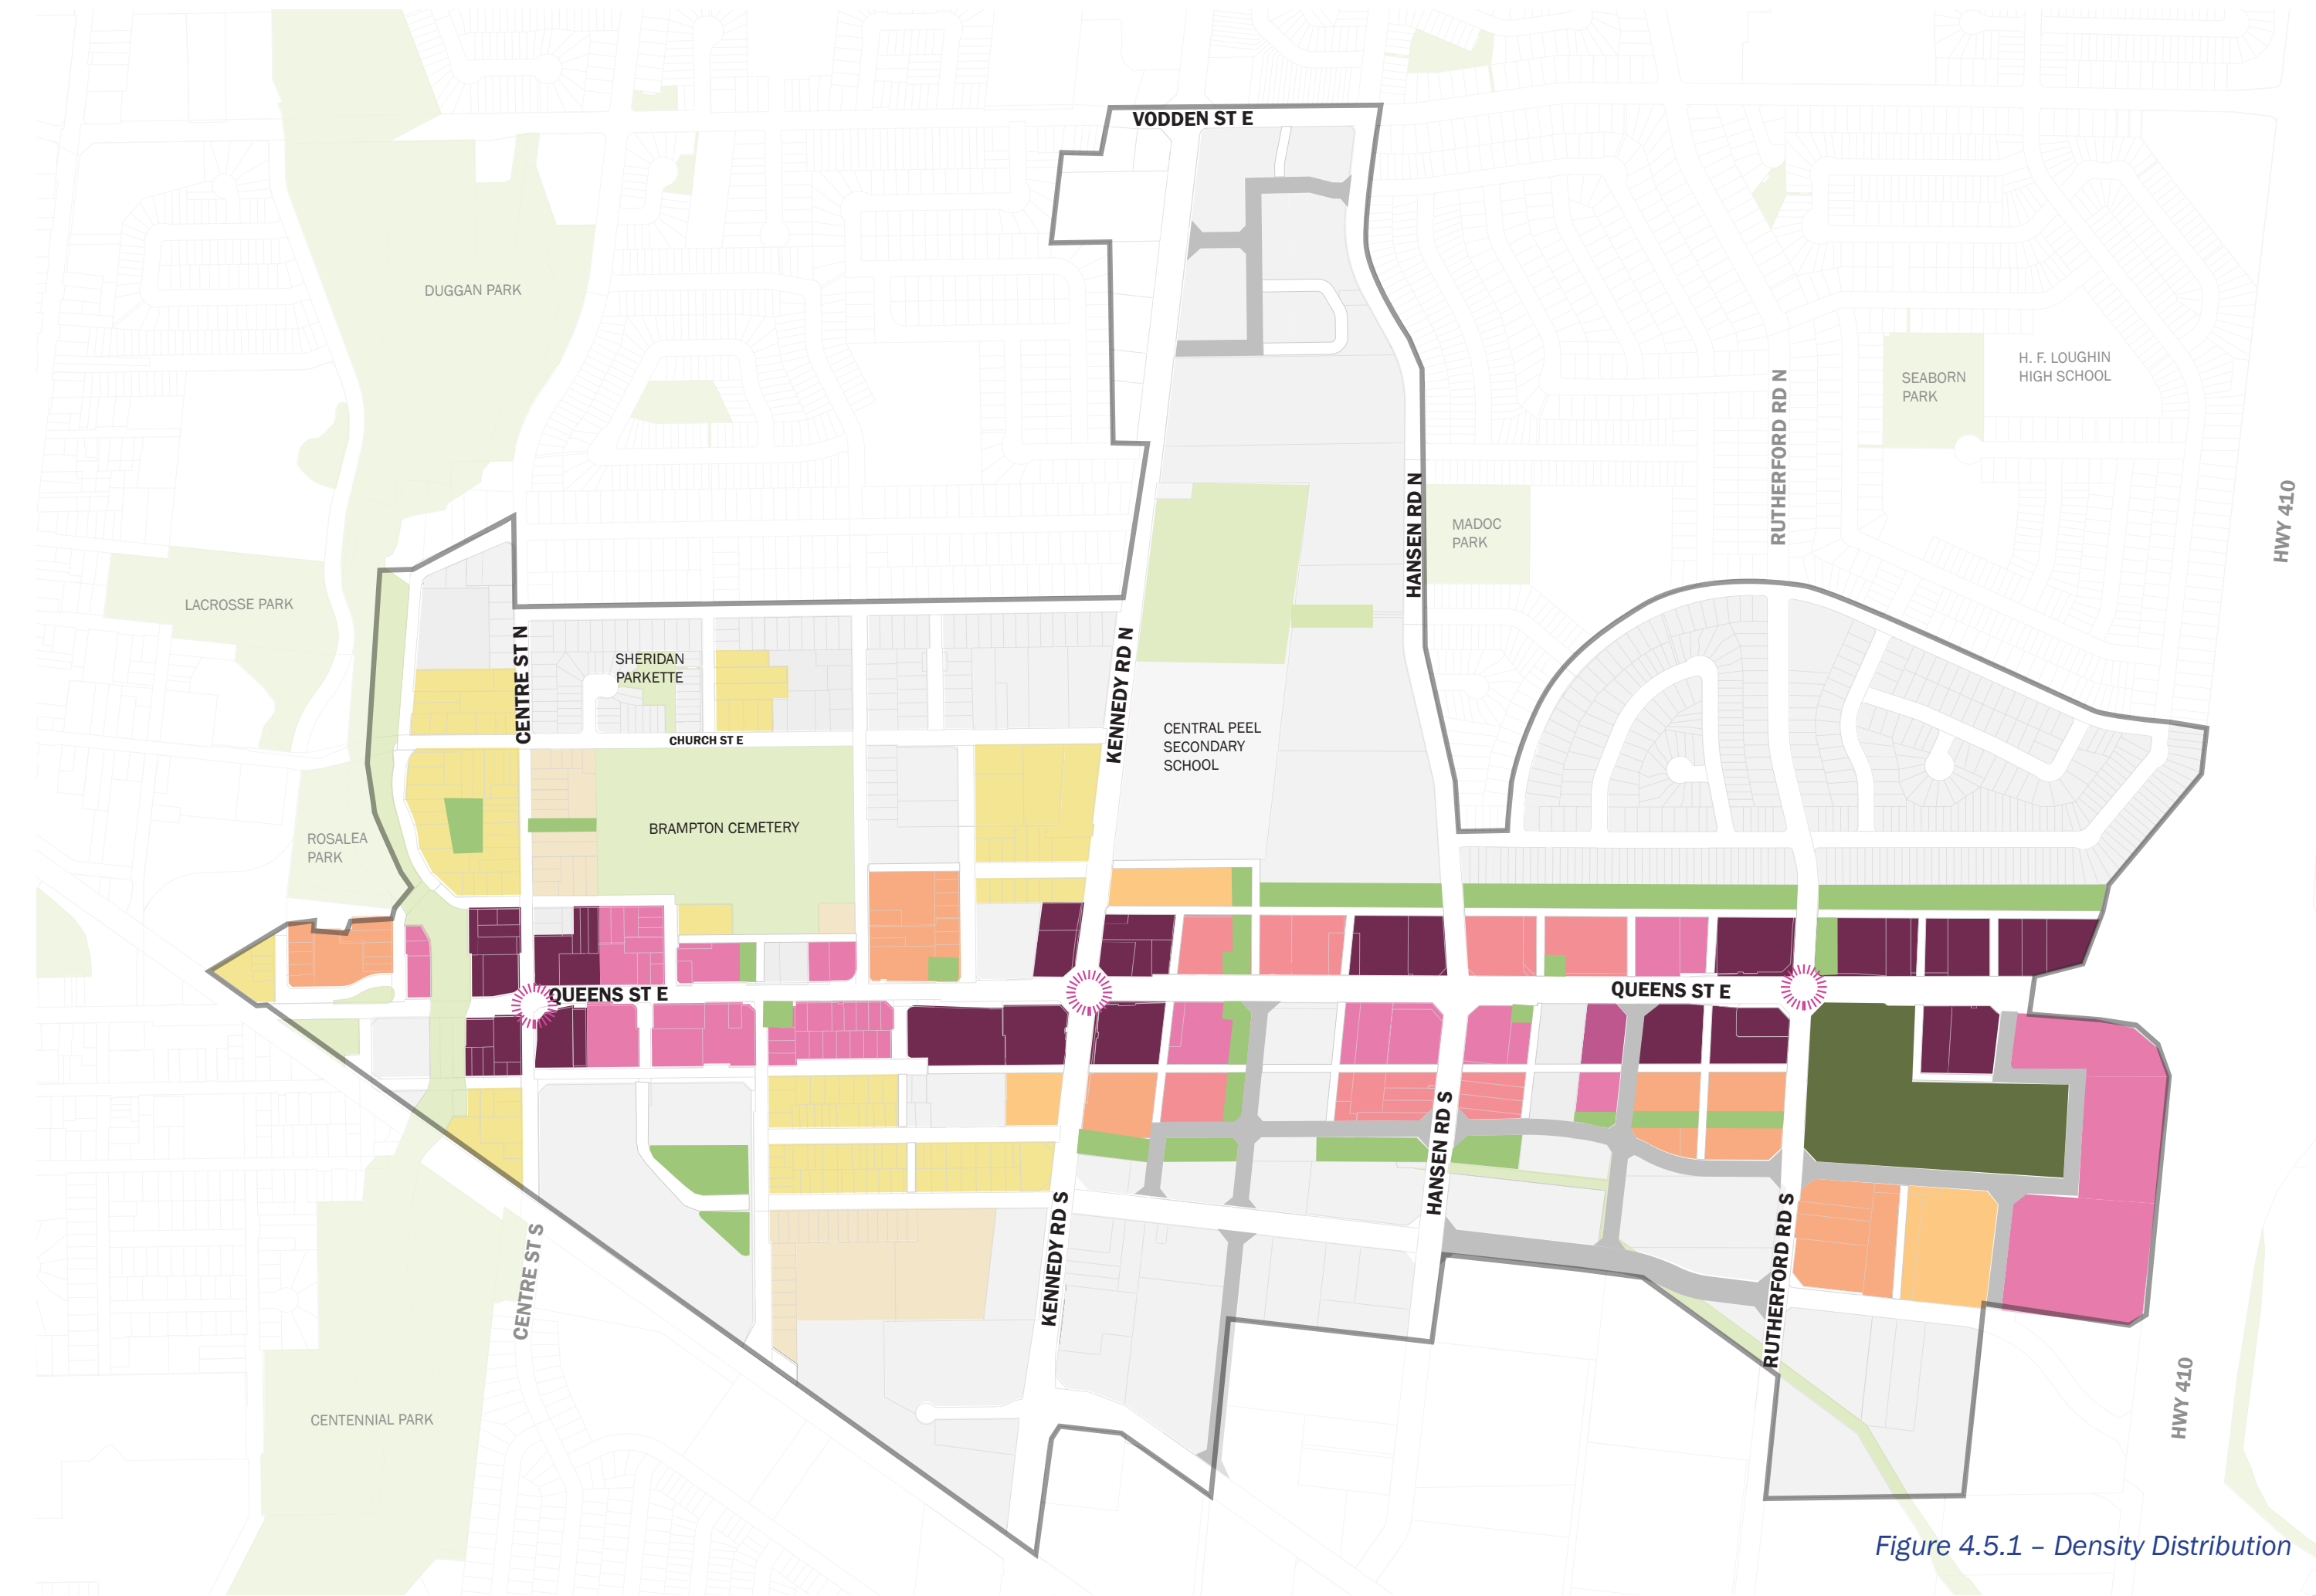 VODDEN ST E
DUGGAN PARK
H. F. LOUGHIN
HIGH SCHOOL
SEABORN
PARK
RUTHERFORD RD N
HWY 410
HANSEN RD N
MADOC
PARK
LACROSSE PARK
CENTRE ST N
SHERIDAN
PARKETTE
KENNEDY RD N
CHURCH ST E
CENTRAL PEEL
SECONDARY
SCHOOL
ROSALEA
PARK
BRAMPTON CEMETERY
QUEENS ST E
QUEENS ST E
HANSEN RD S
KENNEDY RD S
RUTHERFORD RD S
CENTRE ST S
HWY 410
CENTENNIAL PARK
Figure 4.5.1 – Density Distribution